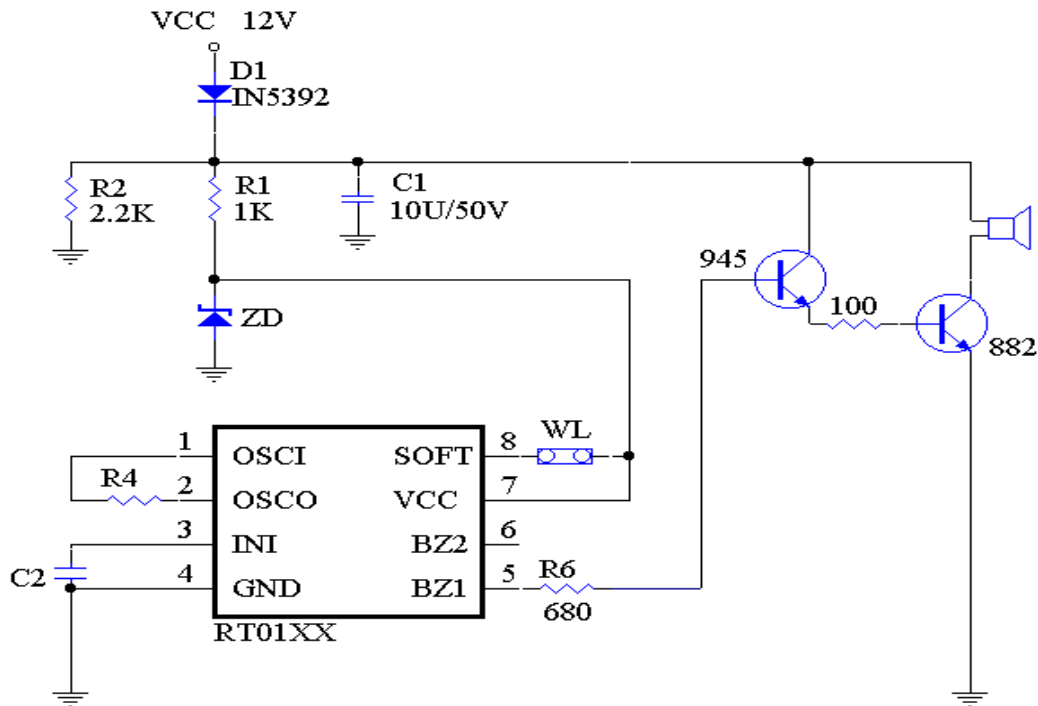 VCC 12V
D1
IN5392
R2
2.2K
R1
1K
C1
10U/50V
945
100
882
ZD
1 OSCI SOFT 8 WL
R4
2 OSCO VCC 7
3 INI BZ2 6
C2
4 GND BZ1 5 R6
680
RT01XX